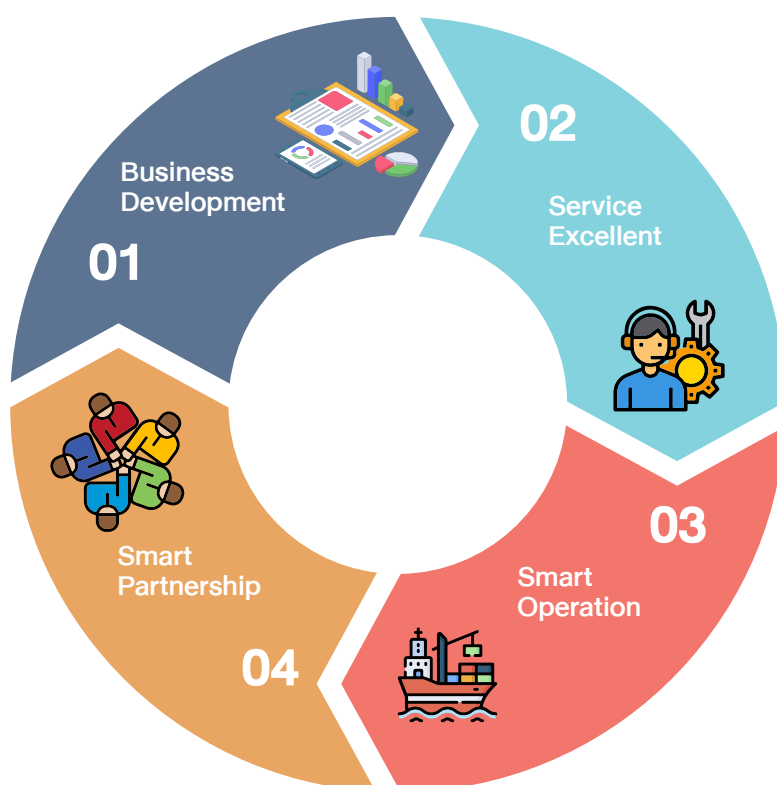 Business
Development
01
02
Service
Excellent
03
Smart
Operation
Smart
Partnership
04